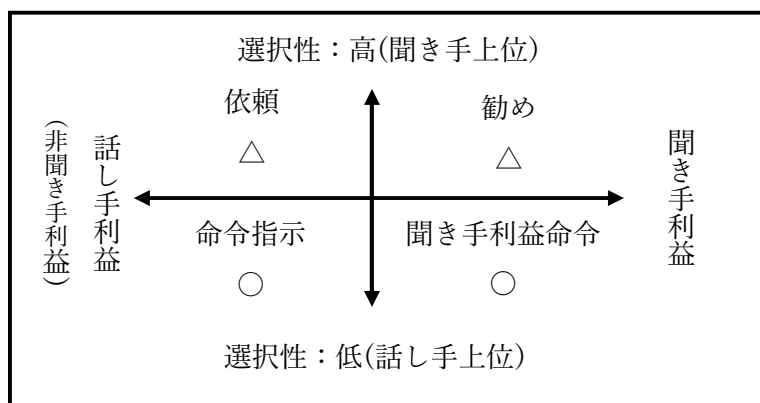 選択性：高(聞き手上位)
依頼
勧め
△
△
話し手利益
(非聞き手利益)
聞き手利益
命令指示
聞き手利益命令
○
○
選択性：低(話し手上位)